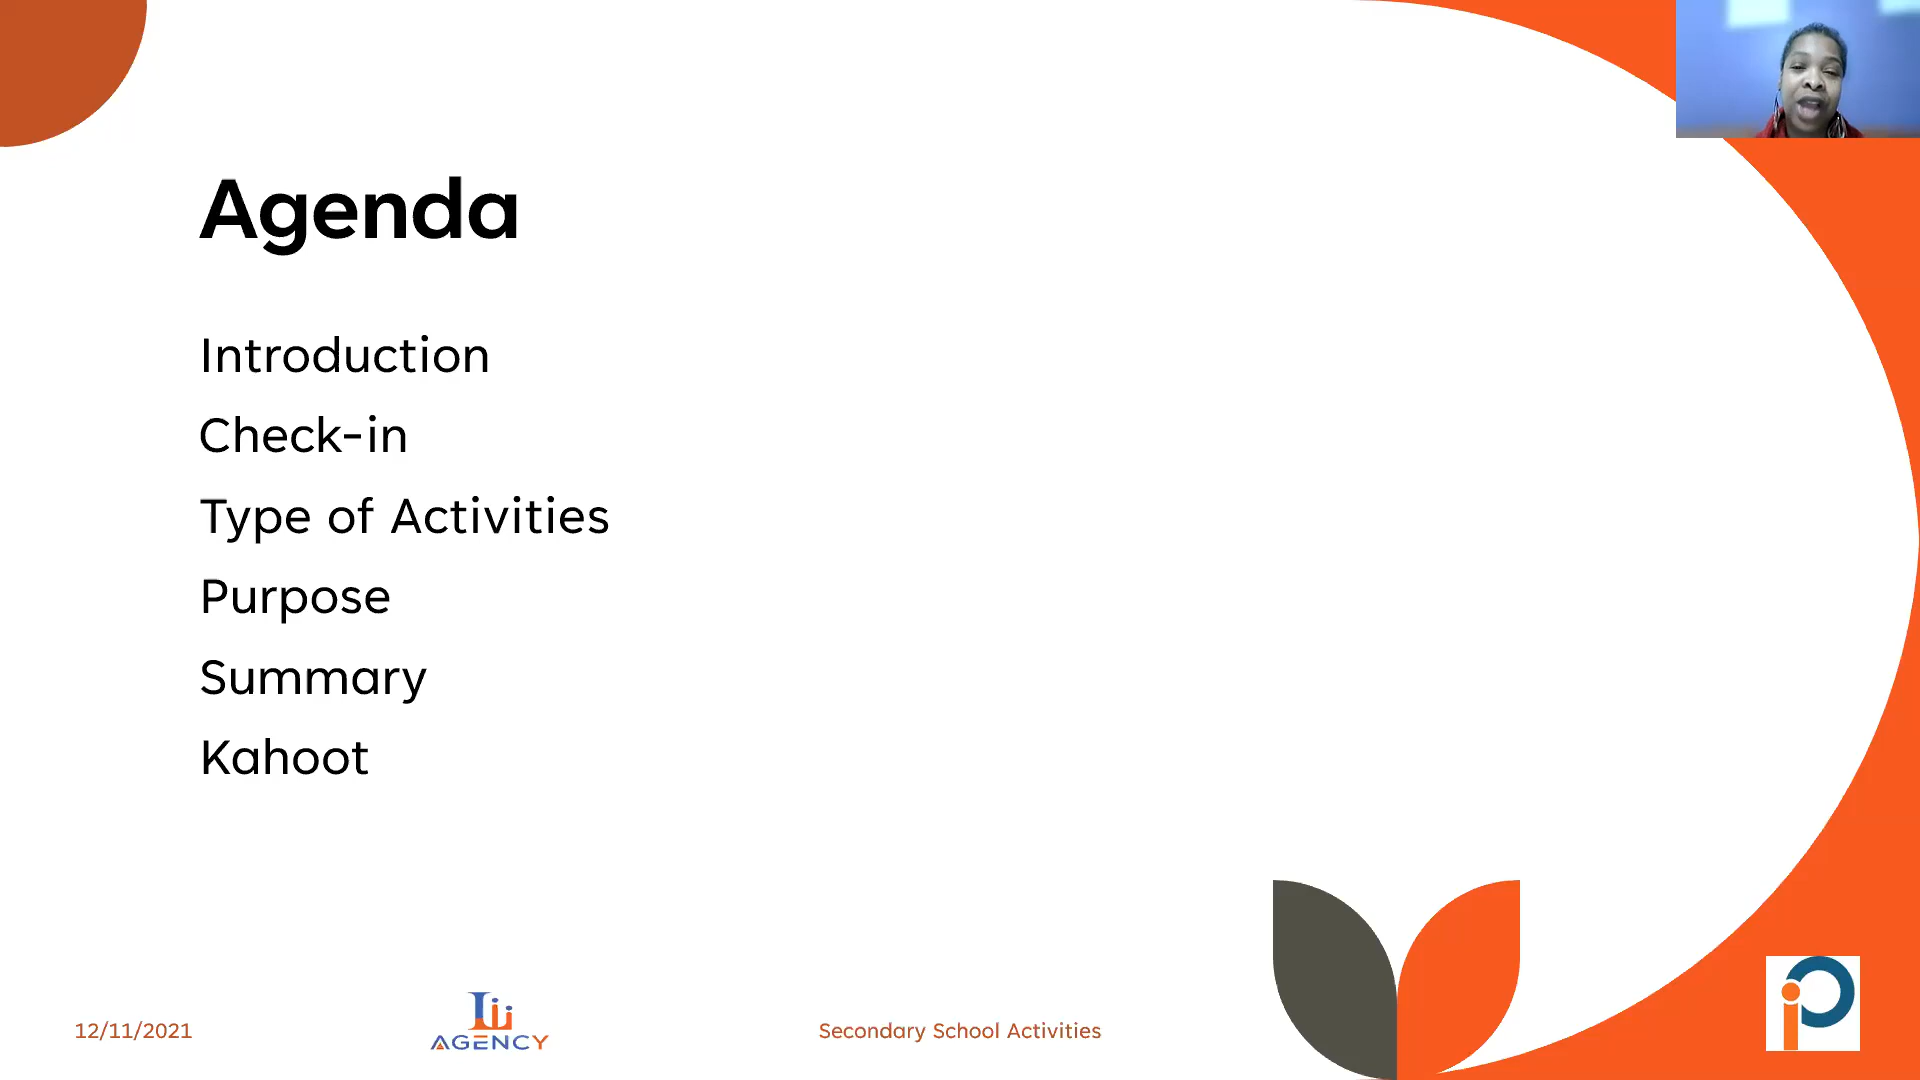 Agenda
Introduction
Check-in
Type of Activities
Purpose
Summary
Kahoot
12/11/2021
AGENCY
Secondary School Activities